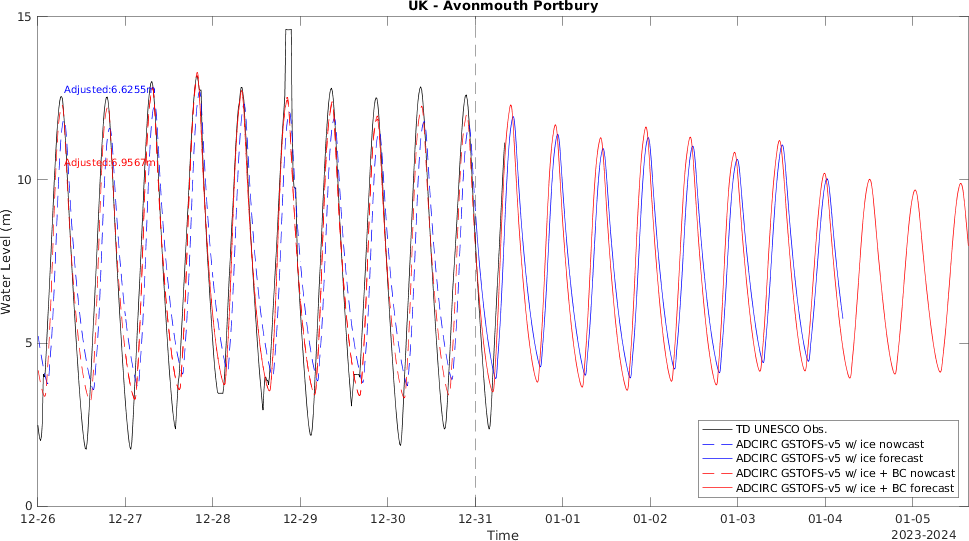 UK - Avonmouth Portbury
15
10
5
0
Water Level (m)
Adjusted:6.6255m
Adjusted:6.9567m
TD UNESCO Obs.
ADCIRC GSTOFS-v5 w/ ice nowcast
ADCIRC GSTOFS-v5 w/ ice forecast
ADCIRC GSTOFS-v5 w/ ice + BC nowcast
ADCIRC GSTOFS-v5 w/ ice + BC forecast
12-26 12-27 12-28 12-29 12-30 12-31 01-01 01-02 01-03 01-04 01-05
Time
2023-2024